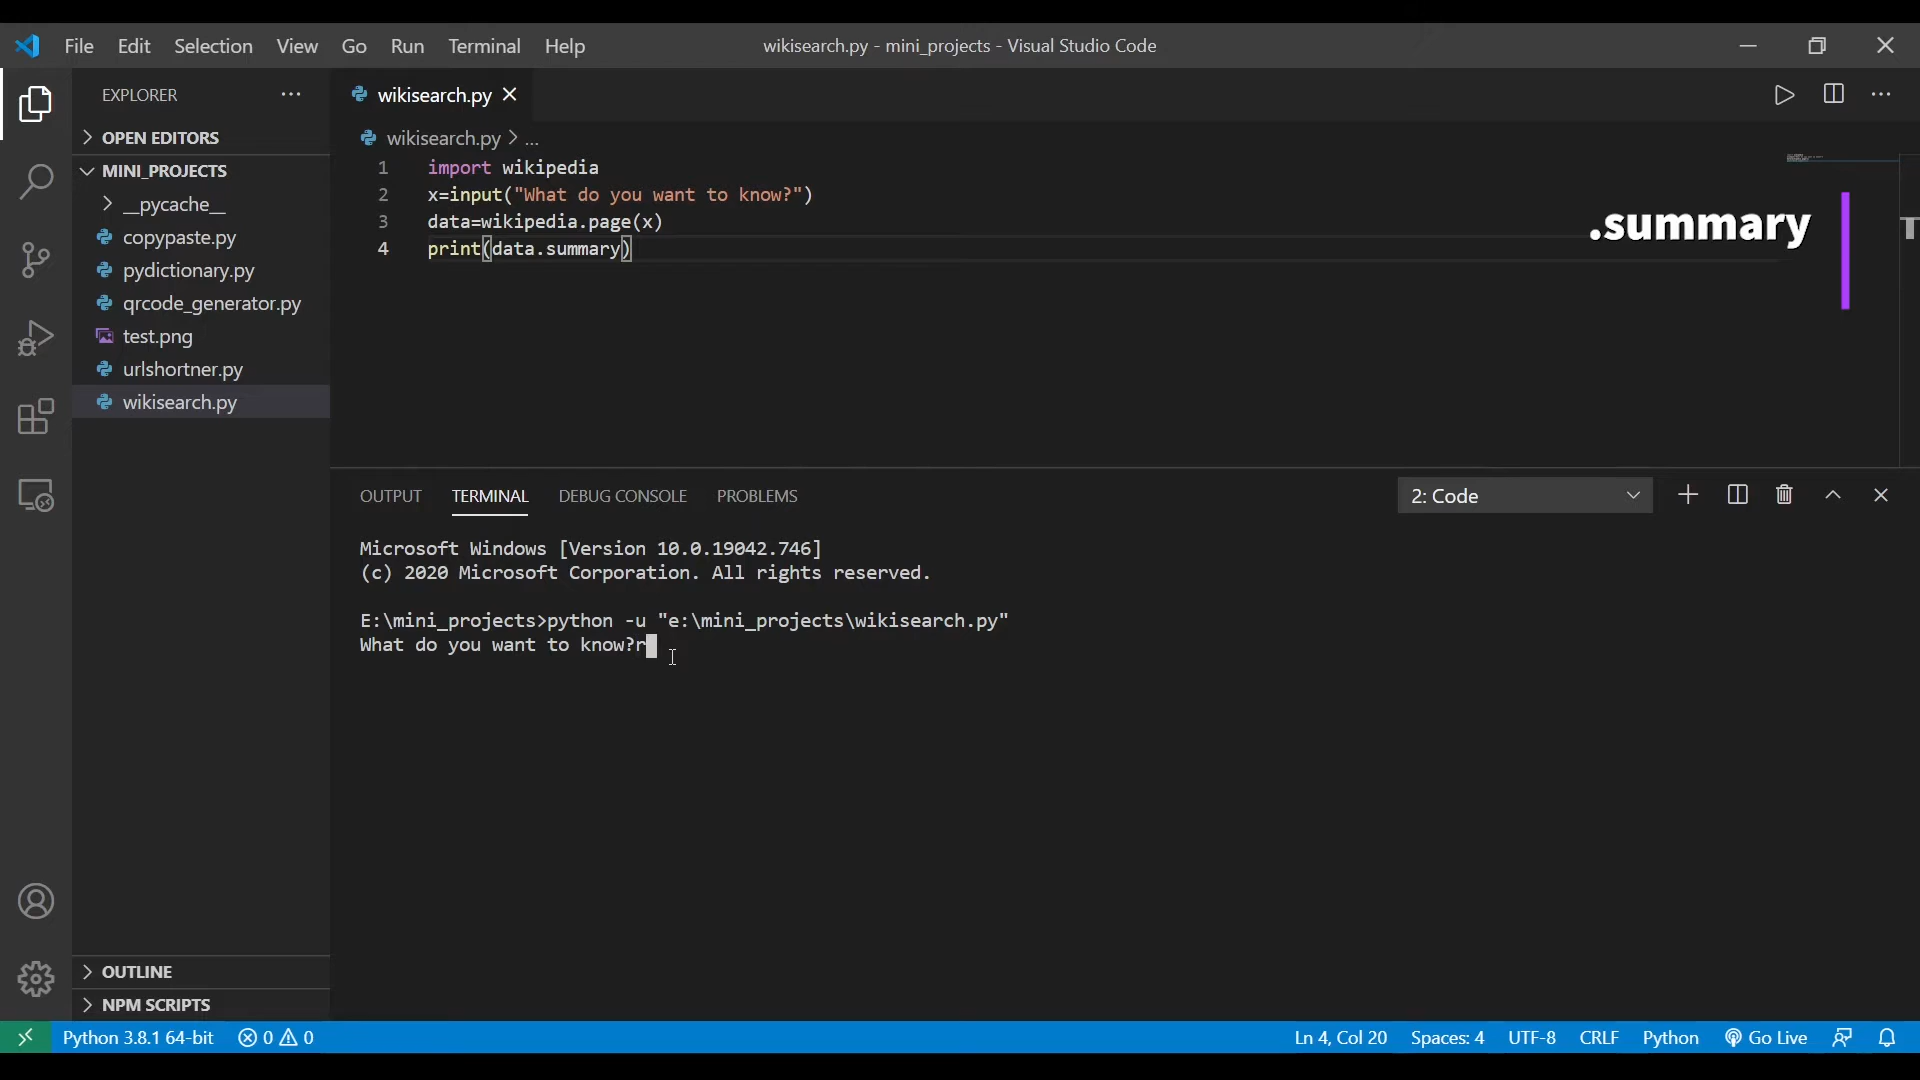 File Edit Selection View Go Run Terminal Help
wikisearch.py - mini_projects - Visual Studio Code
EXPLORER
OPEN EDITORS
MINI_PROJECTS
__pycache__
copypaste.py
pydictionary.py
qrcode_generator.py
test.png
urlshortner.py
wikisearch.py
OUTLINE
NPM SCRIPTS
wikisearch.py
wikisearch.py > ...
1 import wikipedia
2 x=input("What do you want to know?")
3 data=wikipedia.page(x)
4 print(data.summary)
.summary
OUTPUT TERMINAL DEBUG CONSOLE PROBLEMS
2: Code
Microsoft Windows [Version 10.0.19042.746]
(c) 2020 Microsoft Corporation. All rights reserved.
E:\mini_projects>python -u "e:\mini_projects\wikisearch.py"
What do you want to know?r
Python 3.8.1 64-bit 0 0
Ln 4, Col 20 Spaces: 4 UTF-8 CRLF Python Go Live